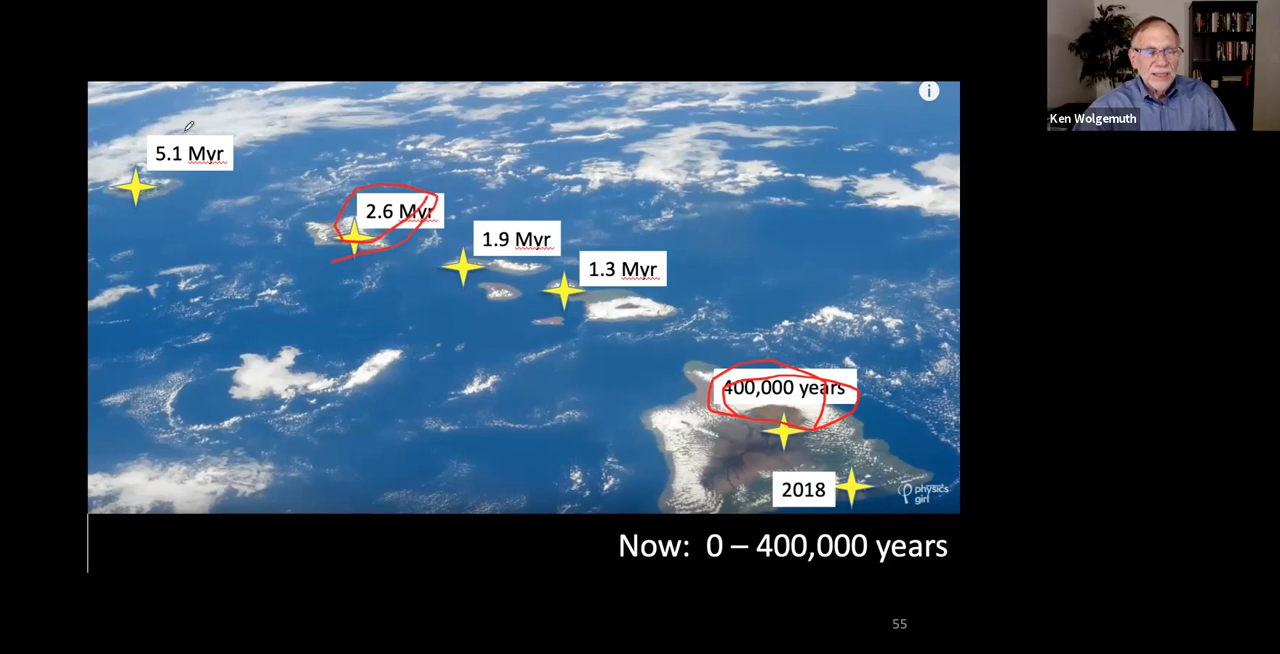 Ken Wolgemuth
i
5.1 Myr
2.6 Myr
1.9 Myr
1.3 Myr
400,000 years
2018
physics
girl
Now: 0 – 400,000 years
55